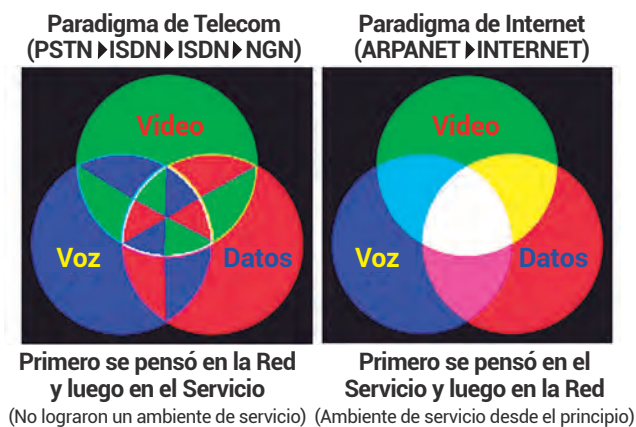 Paradigma de Telecom
(PSTN▶ISDN▶ISDN▶NGN)
Video
Voz
Datos
Primero se pensó en la Red
y luego en el Servicio
(No lograron un ambiente de servicio)
Paradigma de Internet
(ARPANET▶INTERNET)
Video
Voz
Datos
Primero se pensó en el
Servicio y luego en la Red
(Ambiente de servicio desde el principio)